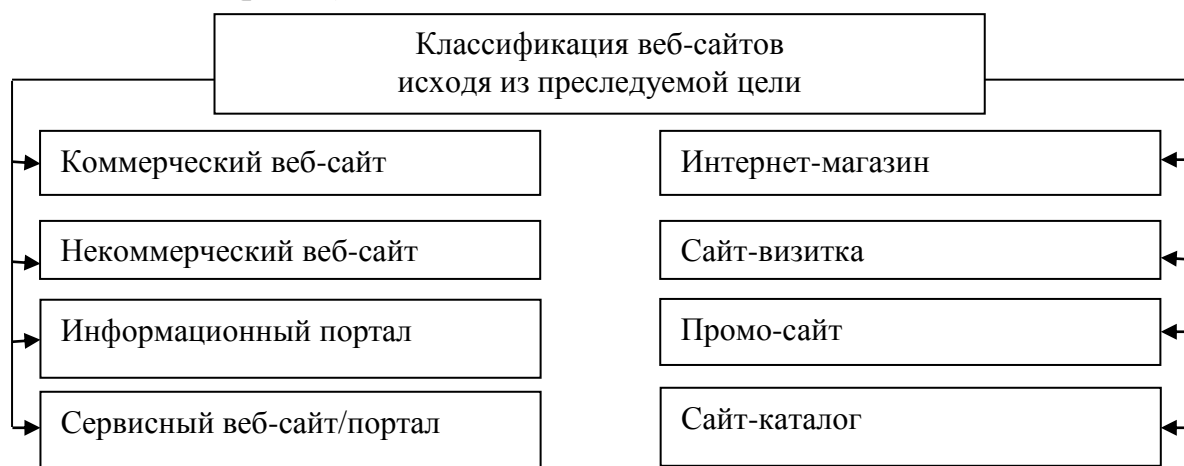 Классификация веб-сайтов
исходя из преследуемой цели
Коммерческий веб-сайт
Некоммерческий веб-сайт
Информационный портал
Сервисный веб-сайт/портал
Интернет-магазин
Сайт-визитка
Промо-сайт
Сайт-каталог